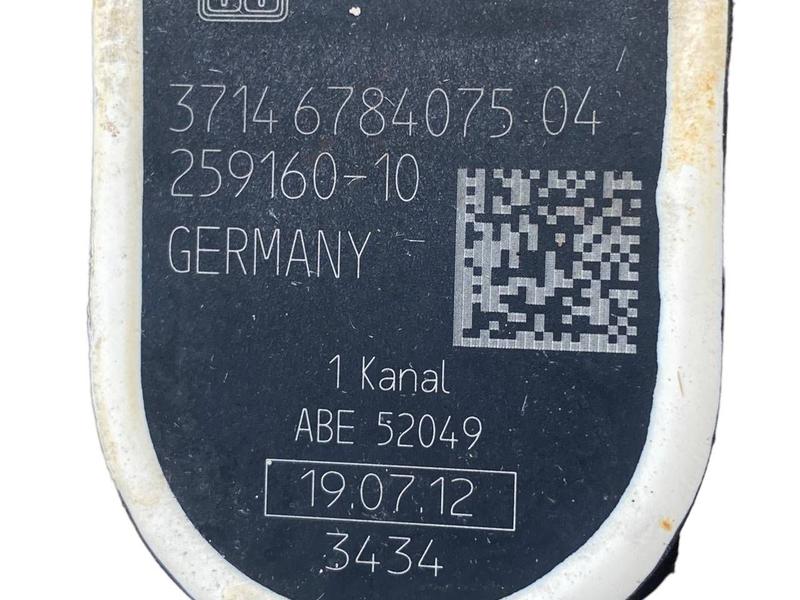 3714 6784075 04
259160-10
GERMANY
1 Kanal
ABE 52049
19.07.12
3434